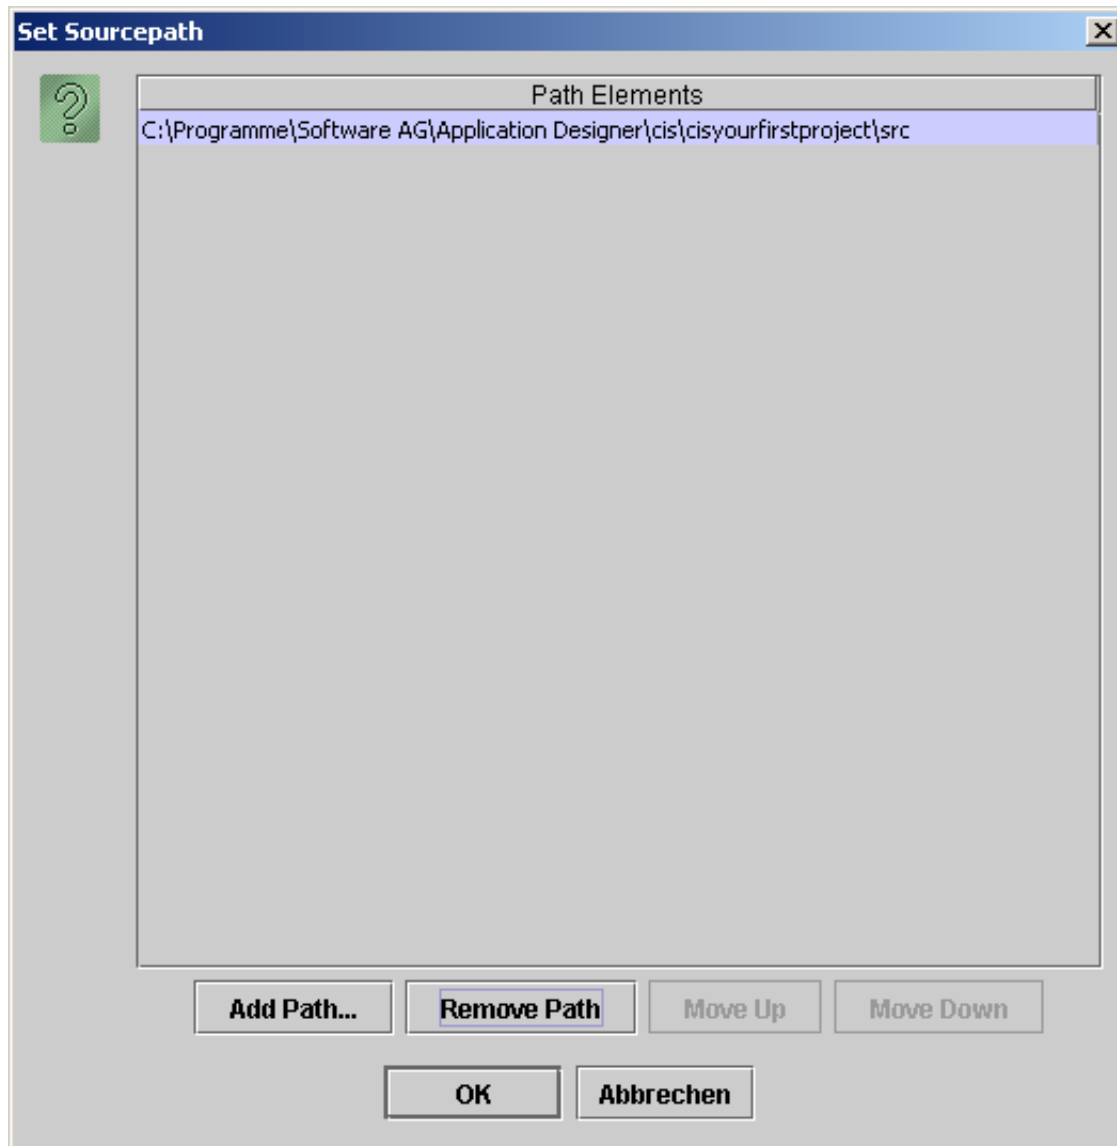 Set Sourcepath
Path Elements
C:\Programme\Software AG\Application Designer\cis\cisyourfirstproject\src
Add Path...
Remove Path
Move Up
Move Down
OK
Abbrechen